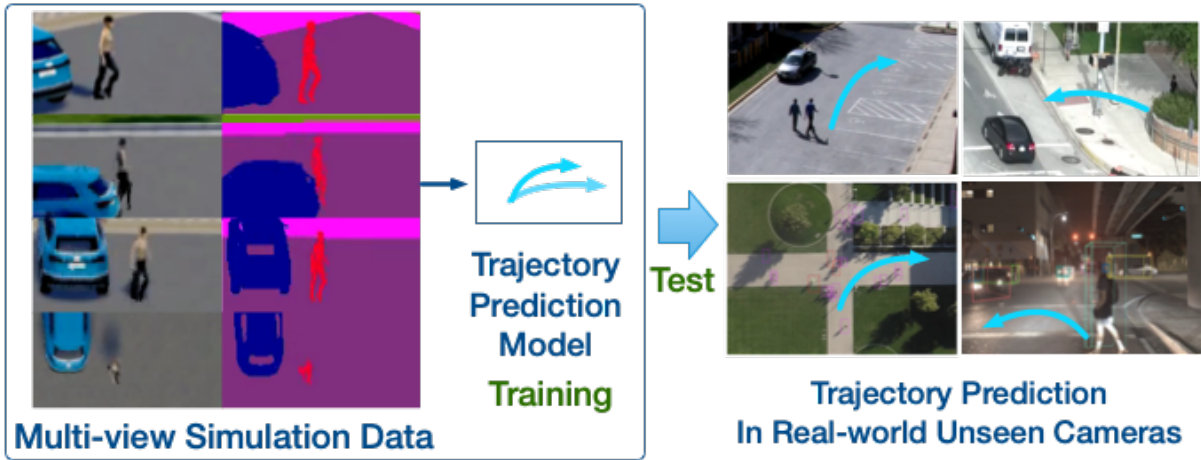 Multi-view Simulation Data
Trajectory
Prediction
Model
Training
Test
Trajectory Prediction
In Real-world Unseen Cameras